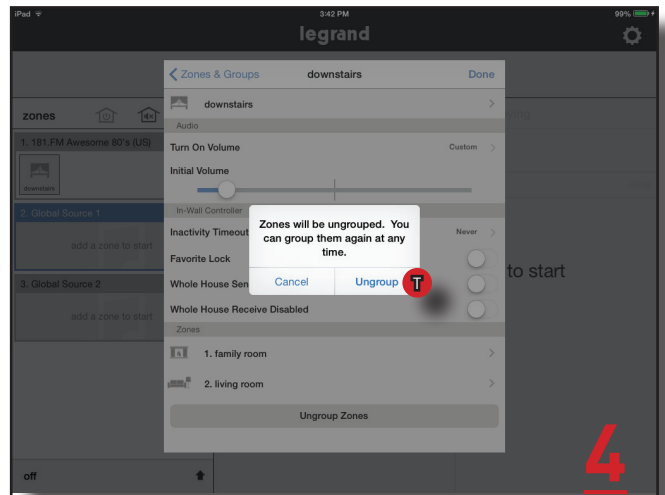 iPad 3:42 PM 99%
legrand
Zones & Groups downstairs Done
downstairs
zones
Audio
1. 181.FM Awesome 80's (US)
Turn On Volume Custom
Initial Volume
downstairs
2. Global Source 1
In-Wall Controller
Inactivity Timeout Never
Zones will be ungrouped. You
can group them again at any
time.
add a zone to start
Favorite Lock
to start
3. Global Source 2
Whole House Sen
Cancel Ungroup T
add a zone to start
Whole House Receive Disabled
Zones
1. family room
2. living room
Ungroup Zones
4
off